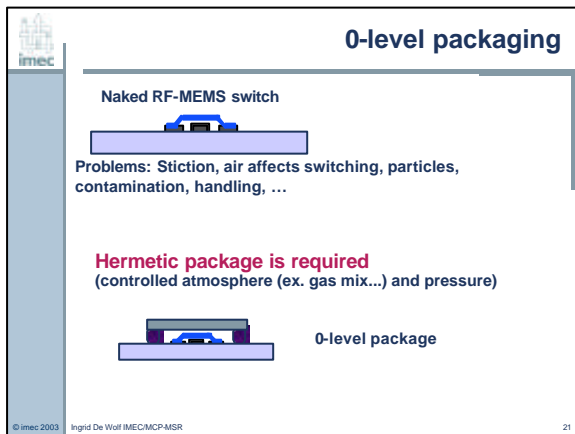 imec
0-level packaging
Naked RF-MEMS switch
Problems: Stiction, air affects switching, particles,
contamination, handling, …
Hermetic package is required
(controlled atmosphere (ex. gas mix...) and pressure)
0-level package
© imec 2003 Ingrid De Wolf IMEC/MCP-MSR 21